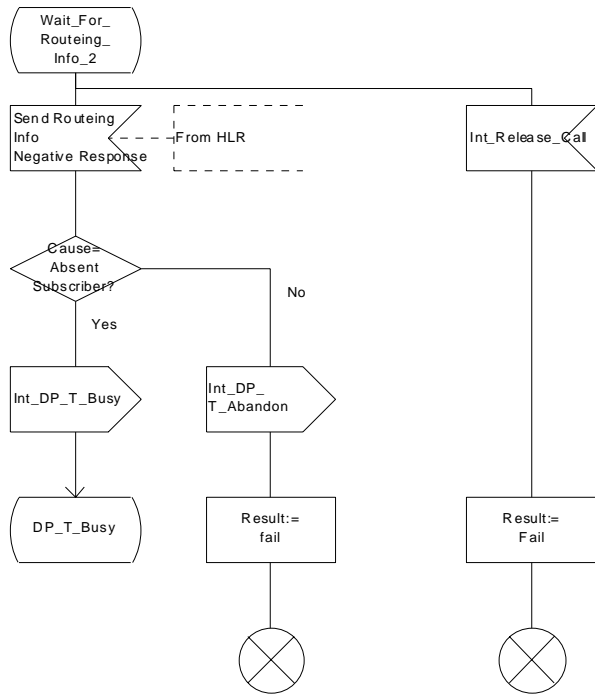 Wait_For_
Routeing_
Info_2
Send Routeing
Info
Negative Response
From HLR
Int_Release_Call
Cause=
Absent
Subscriber?
No
Yes
Int_DP_T_Busy
Int_DP_
T_Abandon
DP_T_Busy
Result:=
fail
Result:=
Fail